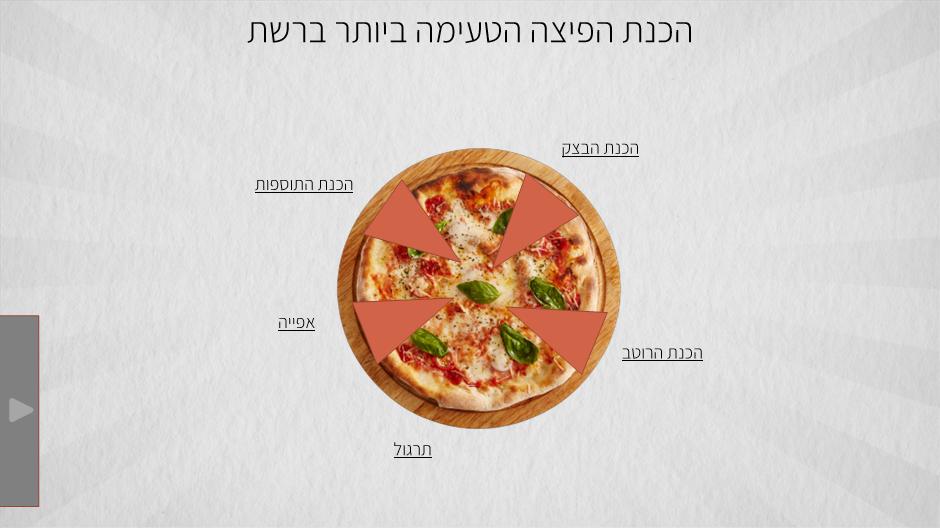 הכנת הפיצה הטעימה ביותר ברשת
הכנת הבצק
הכנת התוספות
אפייה
הכנת הרוטב
תרגול